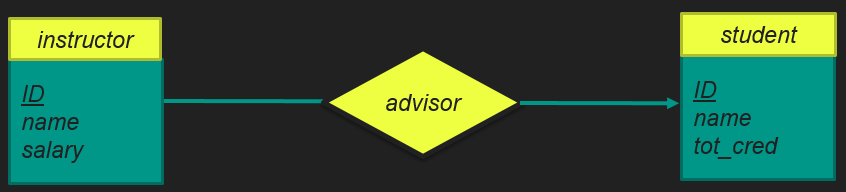 instructor
ID
name
salary
advisor
student
ID
name
tot_cred